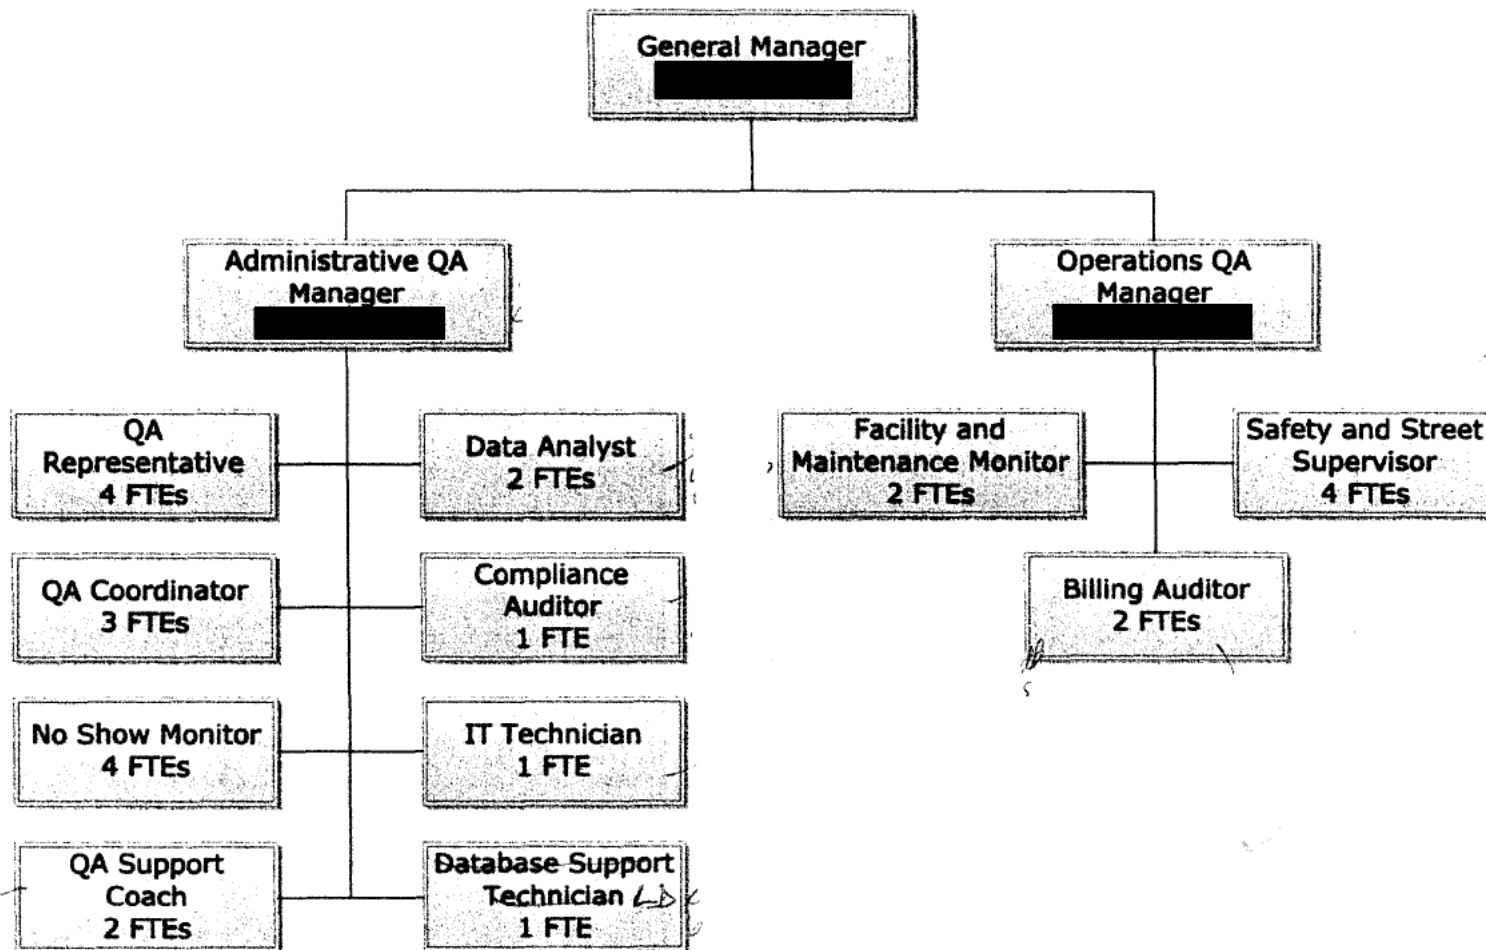 General Manager
Administrative QA
Manager
Operations QA
Manager
QA
Representative
4 FTEs
Data Analyst
2 FTEs
Facility and
Maintenance Monitor
2 FTEs
Safety and Street
Supervisor
4 FTEs
QA Coordinator
3 FTEs
Compliance
Auditor
1 FTE
Billing Auditor
2 FTEs
No Show Monitor
4 FTEs
IT Technician
1 FTE
QA Support
Coach
2 FTEs
Database Support
Technician
1 FTE